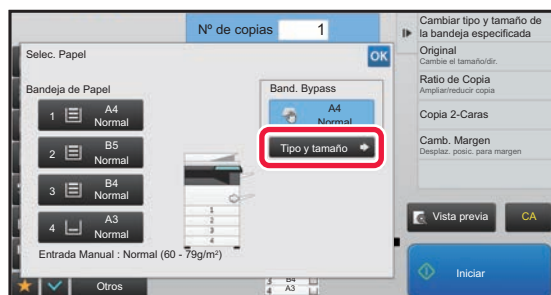 Nº de copias 1
Selec. Papel
OK
Bandeja de Papel
1 A4
Normal
2 B5
Normal
3 B4
Normal
4 A3
Normal
Band. Bypass
A4
Normal
Tipo y tamaño
1
2
3
4
Entrada Manual : Normal (60 - 79g/m²)
Otros
3 B4
4 A3
Cambiar tipo y tamaño de
la bandeja especificada
Original
Cambie el tamaño/dir.
Ratio de Copia
Ampliar/reducir copia
Copia 2-Caras
Camb. Margen
Desplaz. posic. para margen
Vista previa
CA
Iniciar